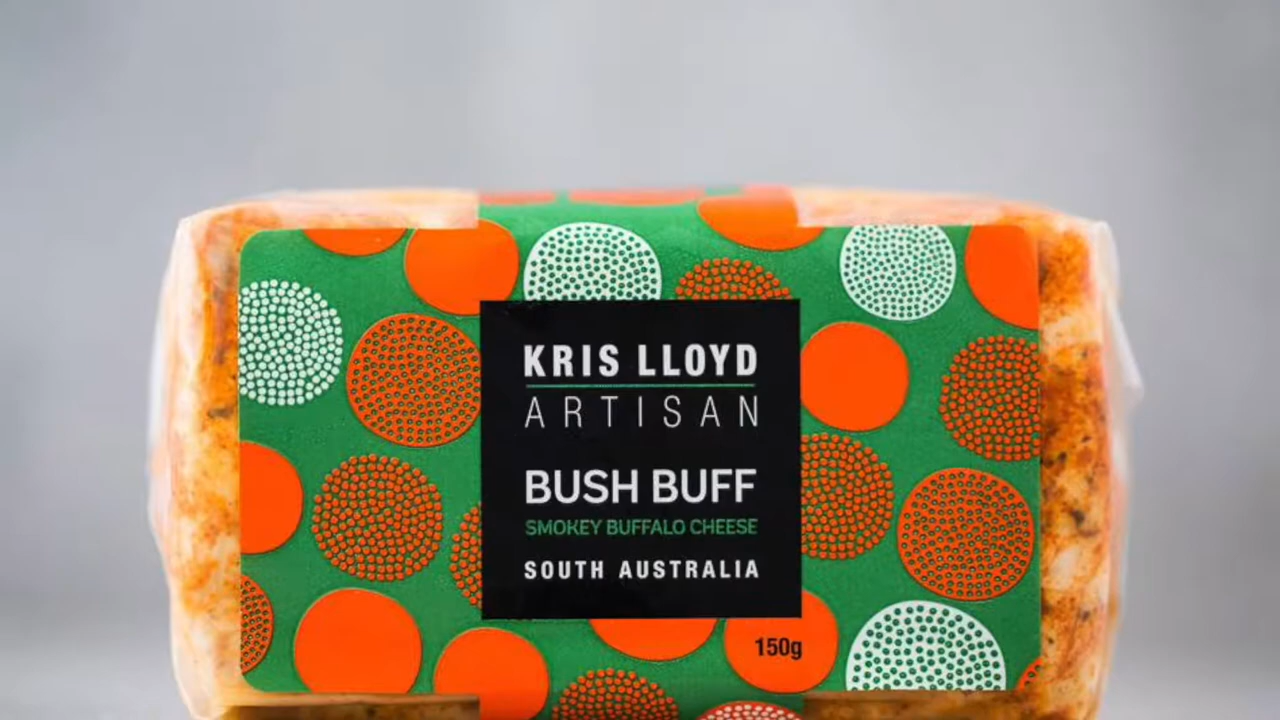 KRIS LLOYD
ARTISAN
BUSH BUFF
SMOKEY BUFFALO CHEESE
SOUTH AUSTRALIA
150g